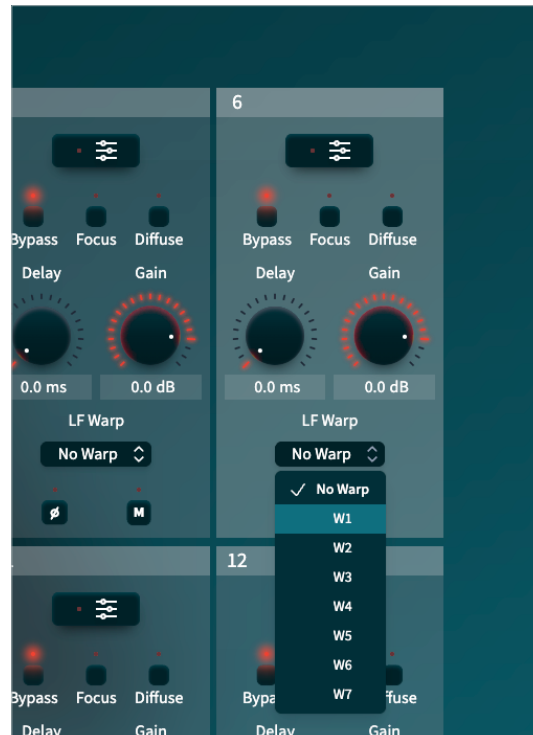 6
Bypass Focus Diffuse
Bypass Focus Diffuse
Delay Gain
Delay Gain
0.0 ms 0.0 dB
0.0 ms 0.0 dB
LF Warp
LF Warp
No Warp
No Warp
ø M
✓ No Warp
W1
W2
W3
W4
W5
W6
W7
12
Bypass Focus Diffuse
Delay Gain
Delay Gain